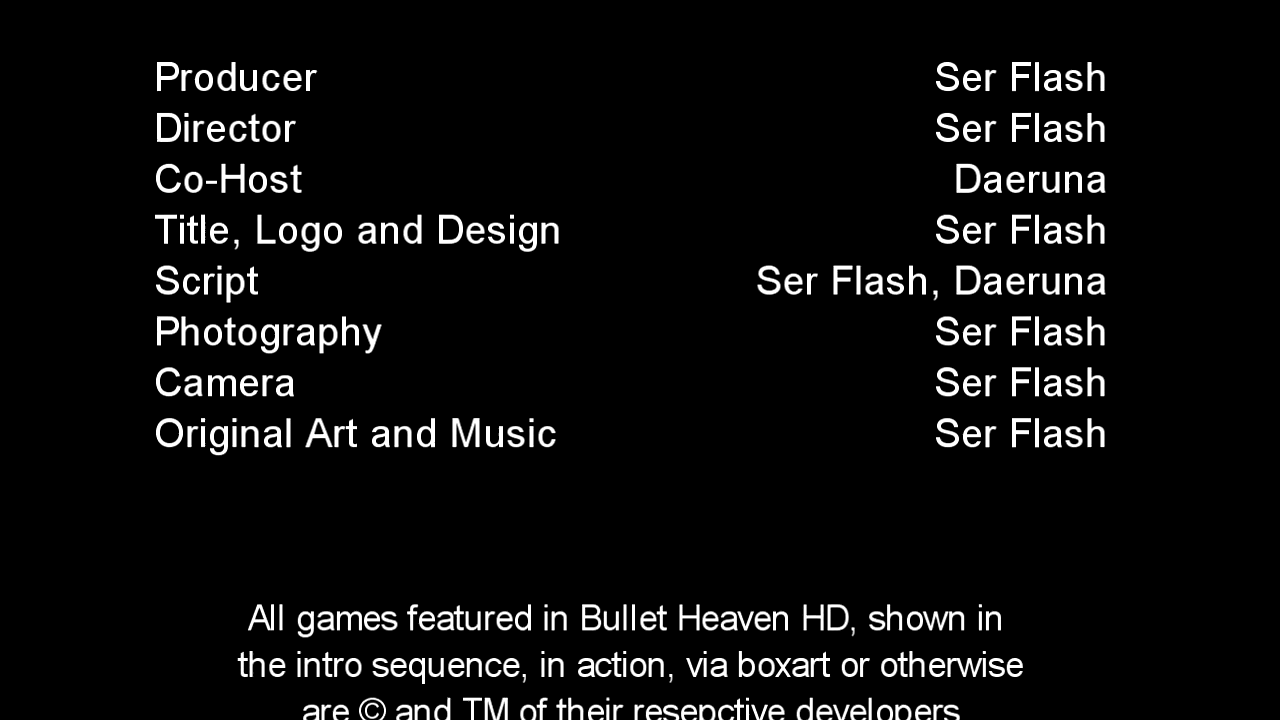 Producer Ser Flash
Director Ser Flash
Co-Host Daeruna
Title, Logo and Design Ser Flash
Script Ser Flash, Daeruna
Photography Ser Flash
Camera Ser Flash
Original Art and Music Ser Flash
All games featured in Bullet Heaven HD, shown in
the intro sequence, in action, via boxart or otherwise
are © and TM of their resepctive developers